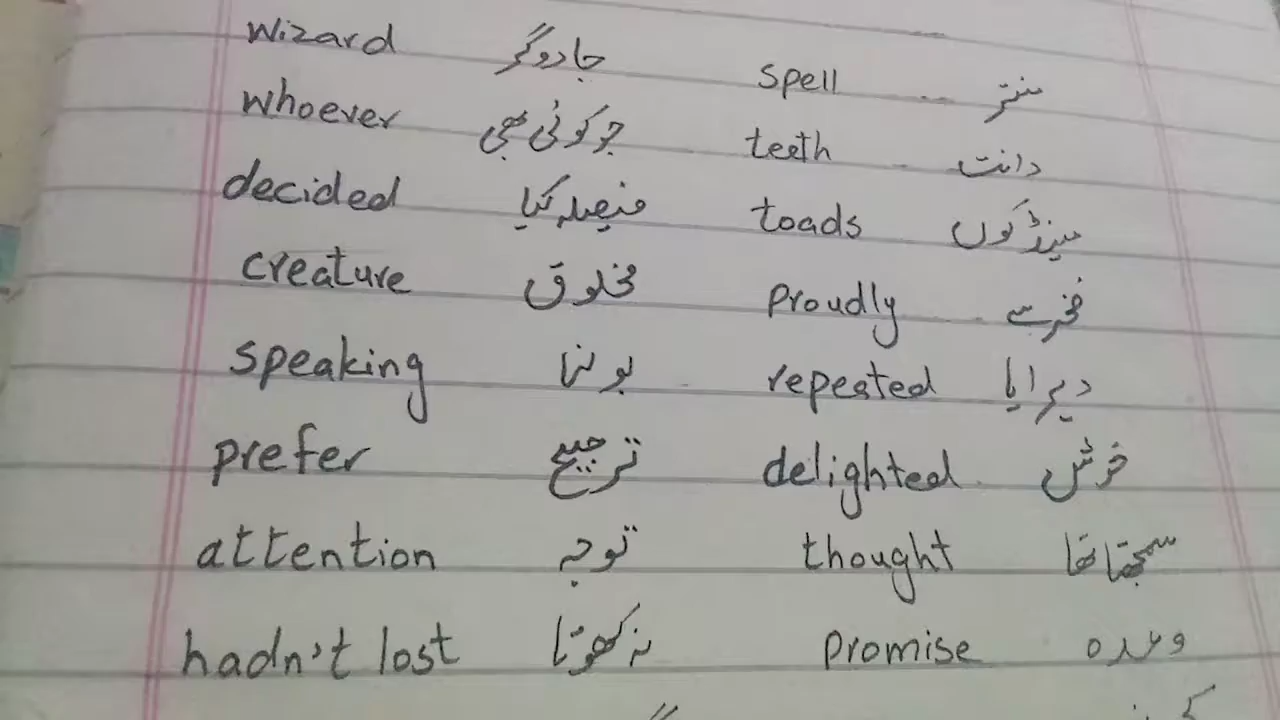 wizard جادوگر spell منتر
whoever جو کوئی بھی teeth دانت
decided فیصلہ کیا toads مینڈکوں
creature مخلوق proudly فخر سے
speaking بولنا repeated دہرایا
prefer ترجیح delighted خوش
attention توجہ thought سمجھتا تھا
hadn't lost نہ کھوتا promise وعدہ